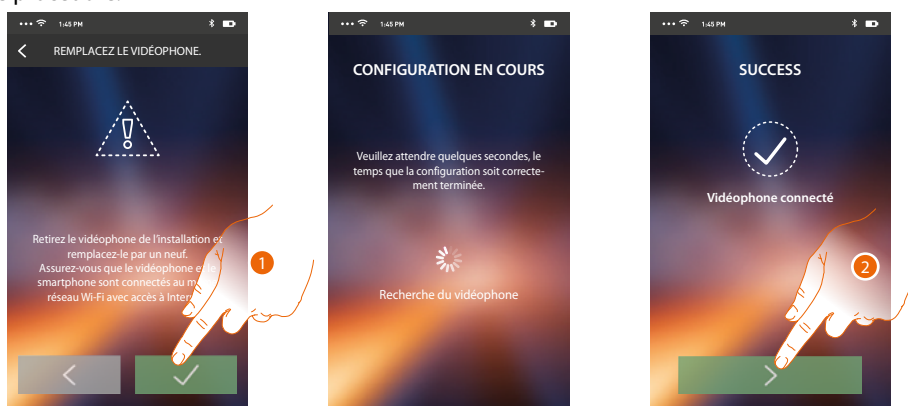 1:45 PM
REMPLACEZ LE VIDÉOPHONE.
Retirez le vidéophone de l'installation et
remplacez-le par un neuf.
Assurez-vous que le vidéophone
smartphone sont connectés au
réseau Wi-Fi avec accès à
1
1:45 PM
CONFIGURATION EN COURS
Veuillez attendre quelques secondes, le
temps que la configuration soit correcte-
ment terminée.
Recherche du vidéophone
1:45 PM
SUCCESS
Vidéophone connecté
2